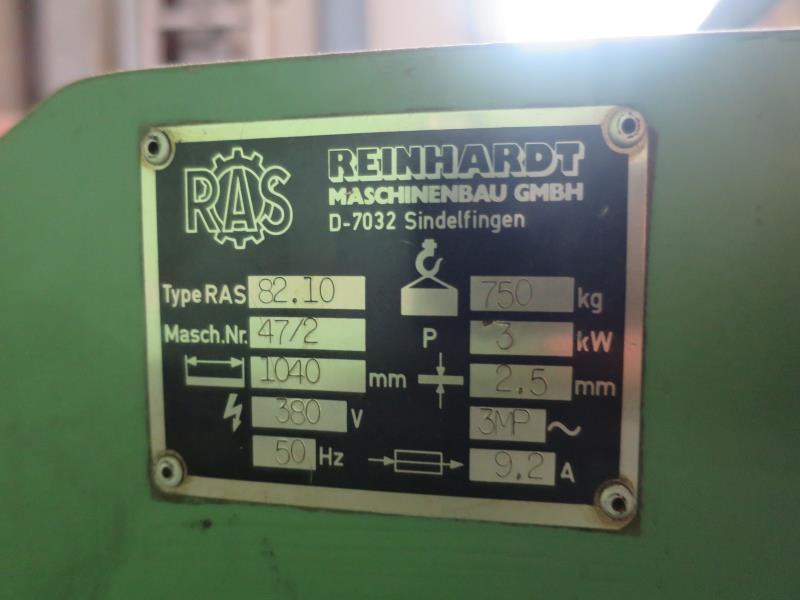 RAS
REINHARDT
MASCHINENBAU GMBH
D-7032 Sindelfingen
Type RAS 82.10 750 kg
Masch.Nr. 47/2 P 3 kW
1040 mm 2.5 mm
380 V 3MP ~
50 Hz 9.2 A